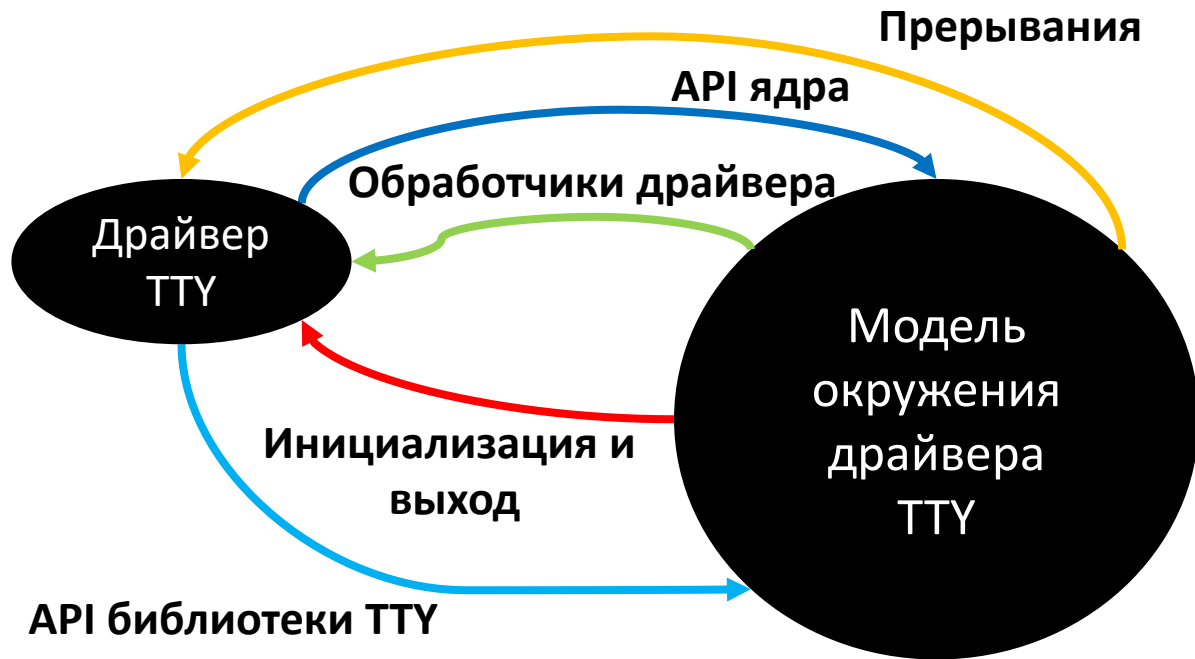 Прерывания
API ядра
Обработчики драйвера
Драйвер
TTY
Модель
окружения
драйвера
TTY
Инициализация и
выход
API библиотеки TTY